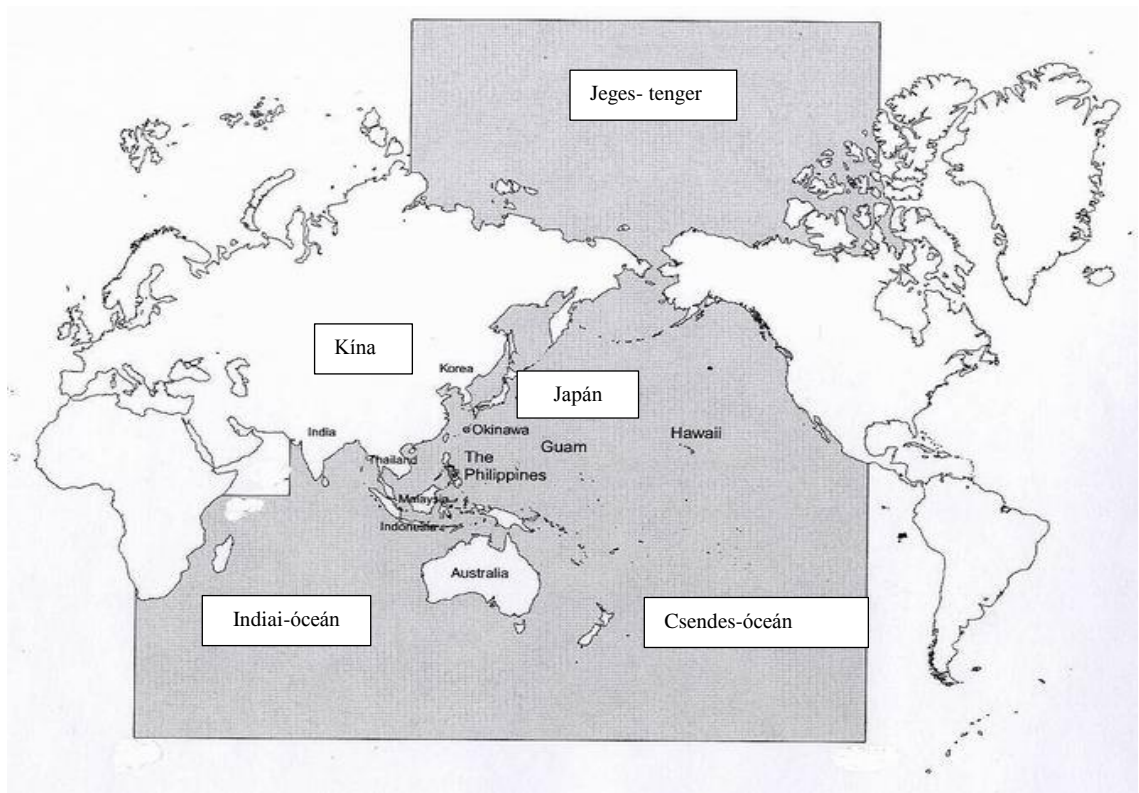 Jeges- tenger
Kína
Korea
Japán
India
Okinawa
Hawaii
Guam
Thailand
The
Philippines
Malaysia
Indonesia
Australia
Indiai-óceán
Csendes-óceán